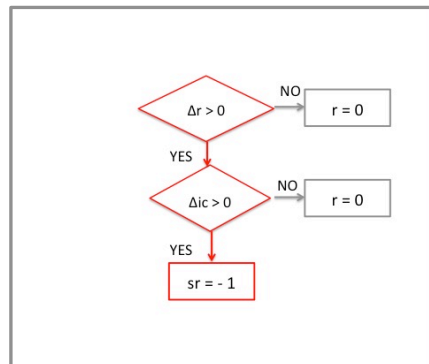 Δr > 0
NO
r = 0
YES
Δic > 0
NO
r = 0
YES
sr = - 1